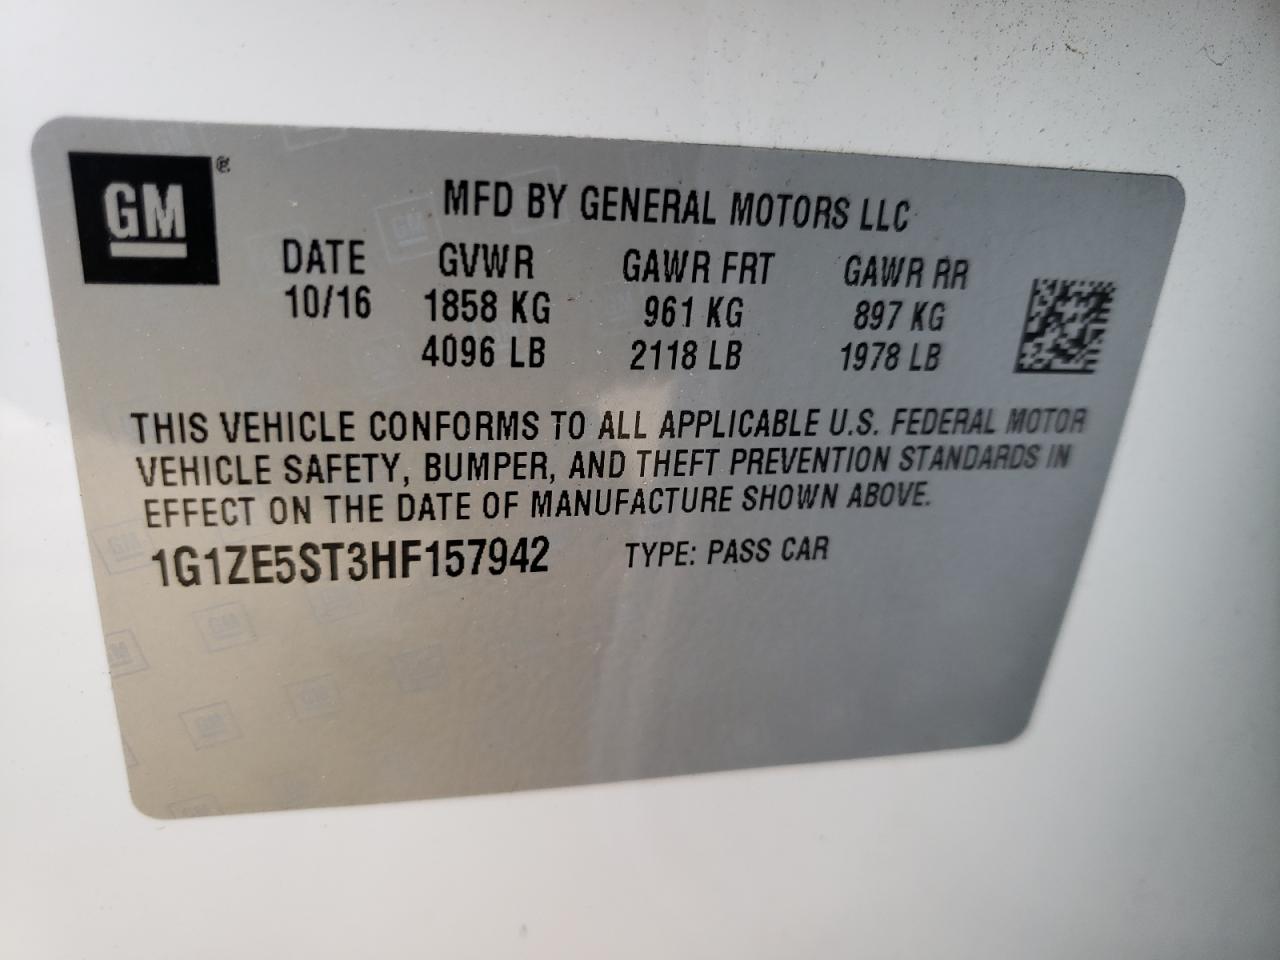 GM ®
MFD BY GENERAL MOTORS LLC
DATE GVWR GAWR FRT GAWR RR
10/16 1858 KG 961 KG 897 KG
4096 LB 2118 LB 1978 LB
THIS VEHICLE CONFORMS TO ALL APPLICABLE U.S. FEDERAL MOTOR
VEHICLE SAFETY, BUMPER, AND THEFT PREVENTION STANDARDS IN
EFFECT ON THE DATE OF MANUFACTURE SHOWN ABOVE.
1G1ZE5ST3HF157942 TYPE: PASS CAR